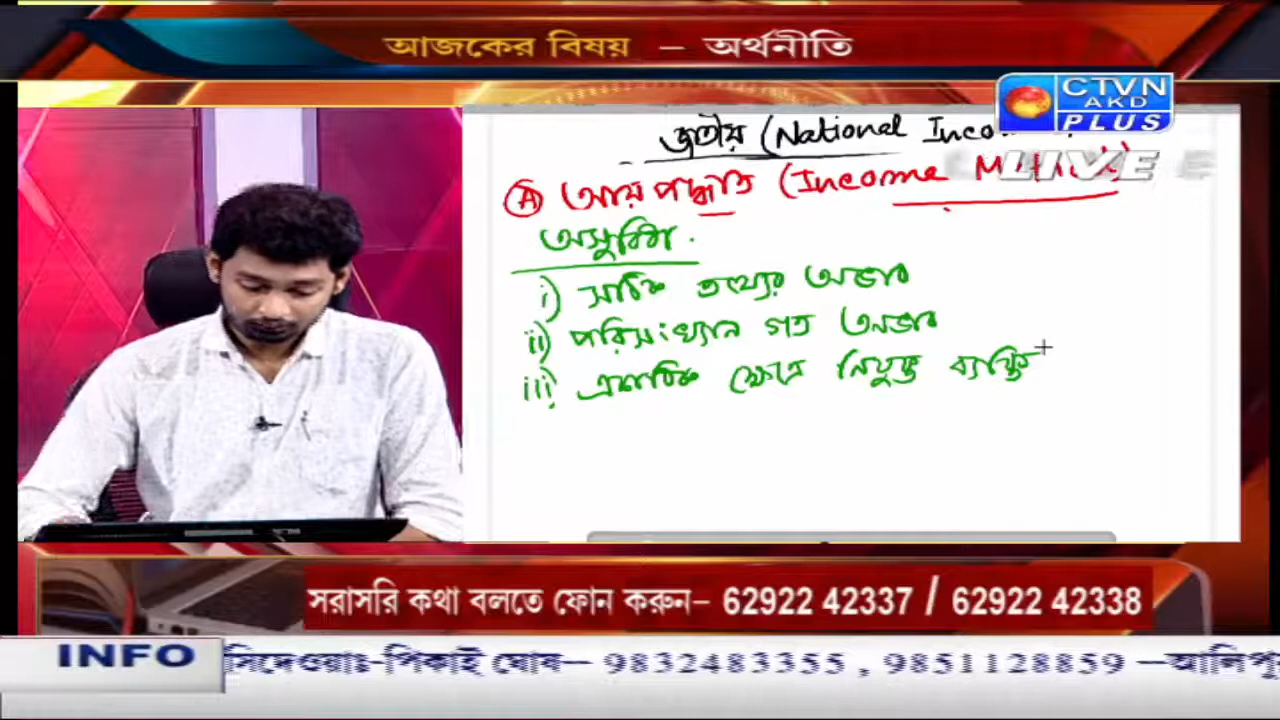 আজকের বিষয় – অর্থনীতি
CTVN
AKD
PLUS
LIVE
জাতীয় (National
A আয় পদ্ধতি (Income
অসুবিধা
i) সঠিক তথ্যের অভাব
ii) পরিসংখ্যান গত অভাব
iii) একাধিক ক্ষেত্রে নিযুক্ত ব্যক্তি
সরাসরি কথা বলতে ফোন করুন– 62922 42337 / 62922 42338
INFO
পিকাই ঘোষ– 9832483355 , 9851128859